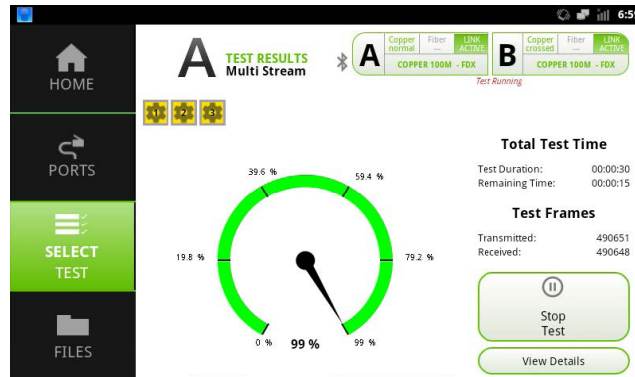 6:59
HOME
PORTS
SELECT
TEST
FILES
A
TEST RESULTS
Multi Stream
A
Copper
normal
Fiber
---
LINK
ACTIVE
COPPER 100M - FDX
B
Copper
crossed
Fiber
---
LINK
ACTIVE
COPPER 100M - FDX
Test Running
1
2
3
0 %
19.8 %
39.6 %
59.4 %
79.2 %
99 %
99 %
Total Test Time
Test Duration: 00:00:30
Remaining Time: 00:00:15
Test Frames
Transmitted: 490651
Received: 490648
Stop
Test
View Details